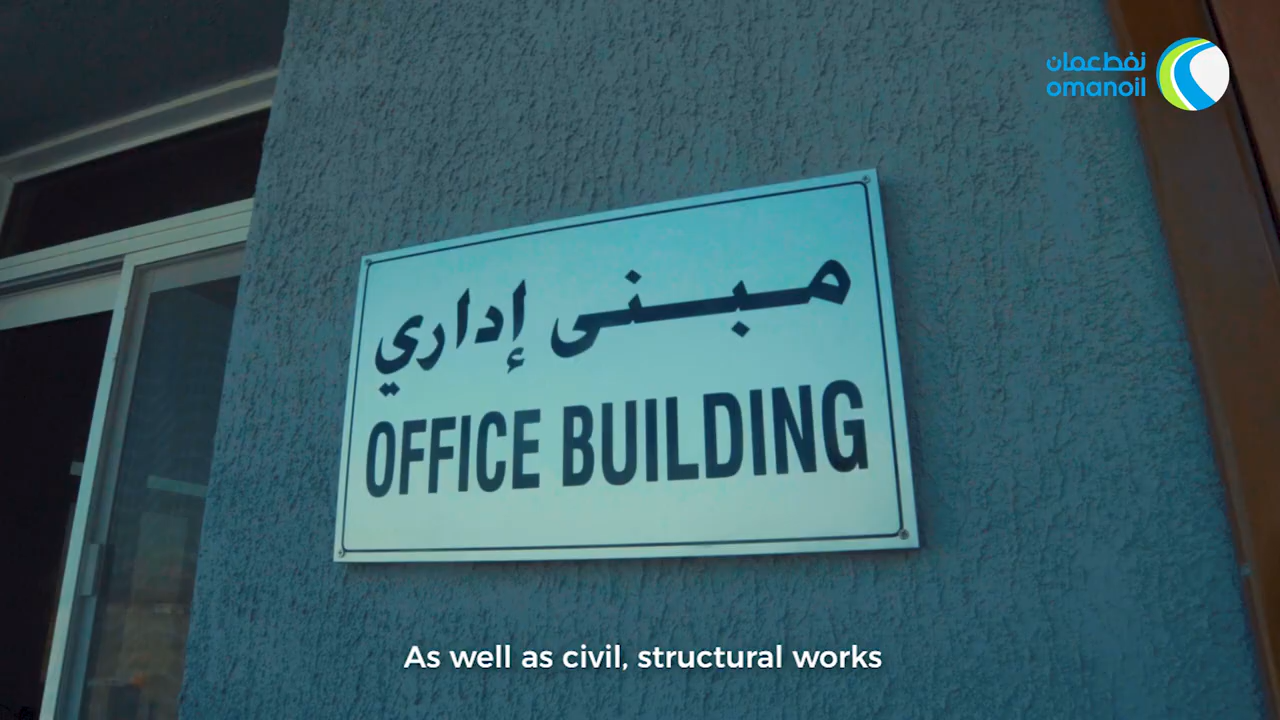 نفط عمان
omanoil
مبنى إداري
OFFICE BUILDING
As well as civil, structural works